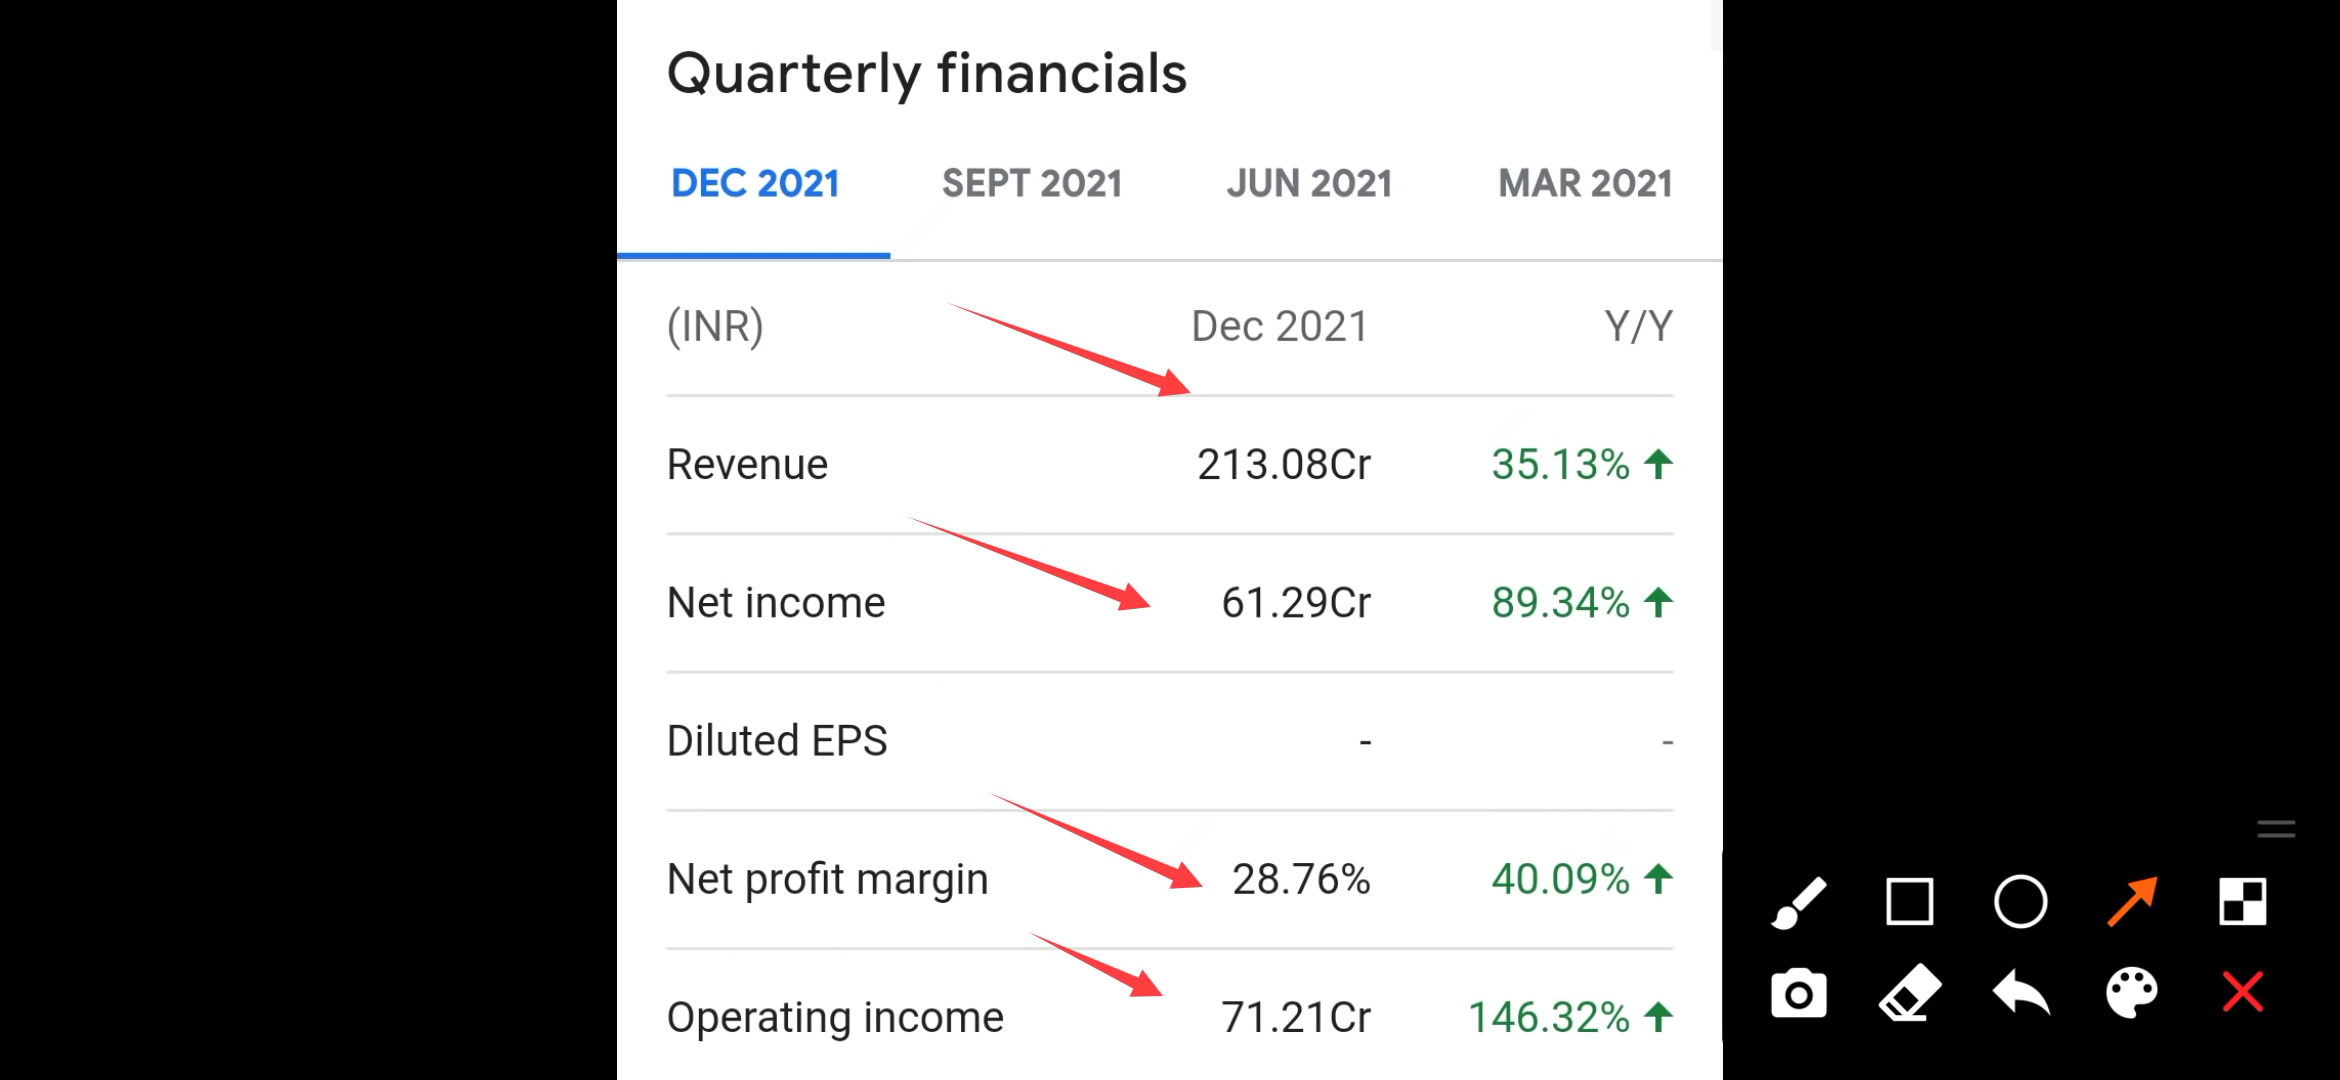 Quarterly financials
DEC 2021 SEPT 2021 JUN 2021 MAR 2021
(INR) Dec 2021 Y/Y
Revenue 213.08Cr 35.13%
Net income 61.29Cr 89.34%
Diluted EPS - -
Net profit margin 28.76% 40.09%
Operating income 71.21Cr 146.32%